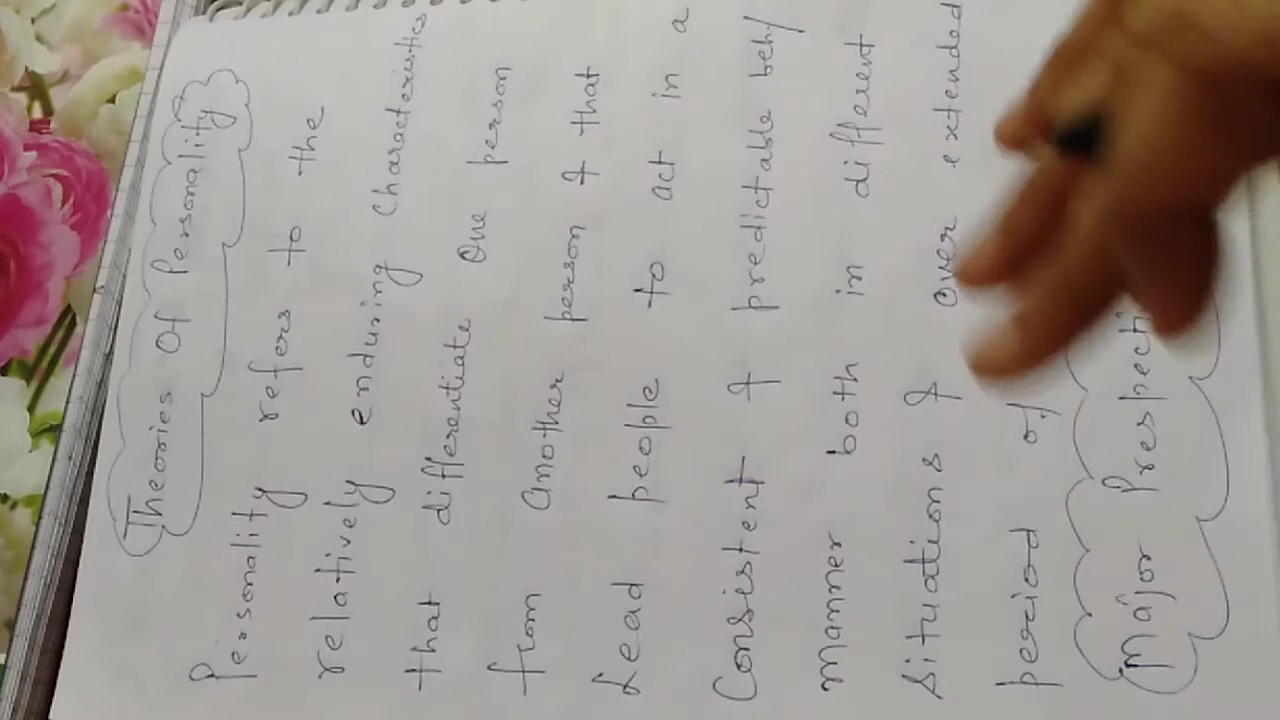 Theories Of Personality
Personality refers to the
relatively enduring Characteristics
that differentiate One person
from another person & that
Lead people to act in a
Consistent & predictable beh/
manner both in different
Situations & Over extended
period of
Major